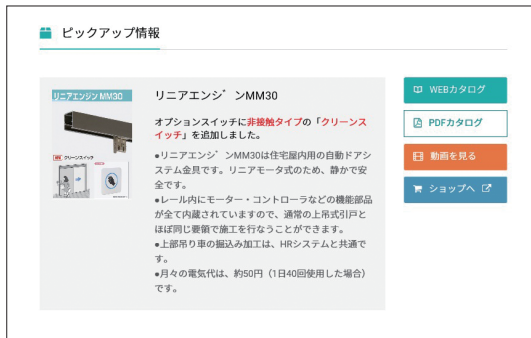 ピックアップ情報
リニアエンジン MM30
クリーンスイッチ
リニアエンジ゛ンMM30
オプションスイッチに非接触タイプの「クリーンス
イッチ」を追加しました。
●リニアエンジ゛ンMM30は住宅屋内用の自動ドアシ
ステム金具です。リニアモータ式のため、静かで安
全です。
●レール内にモーター・コントローラなどの機能部品
が全て内蔵されていますので、通常の上吊式引戸と
ほぼ同じ要領で施工を行なうことができます。
●上部吊り車の掘込み加工は、HRシステムと共通で
す。
●月々の電気代は、約50円（1日40回使用した場合）
です。
WEBカタログ
PDFカタログ
動画を見る
ショップへ